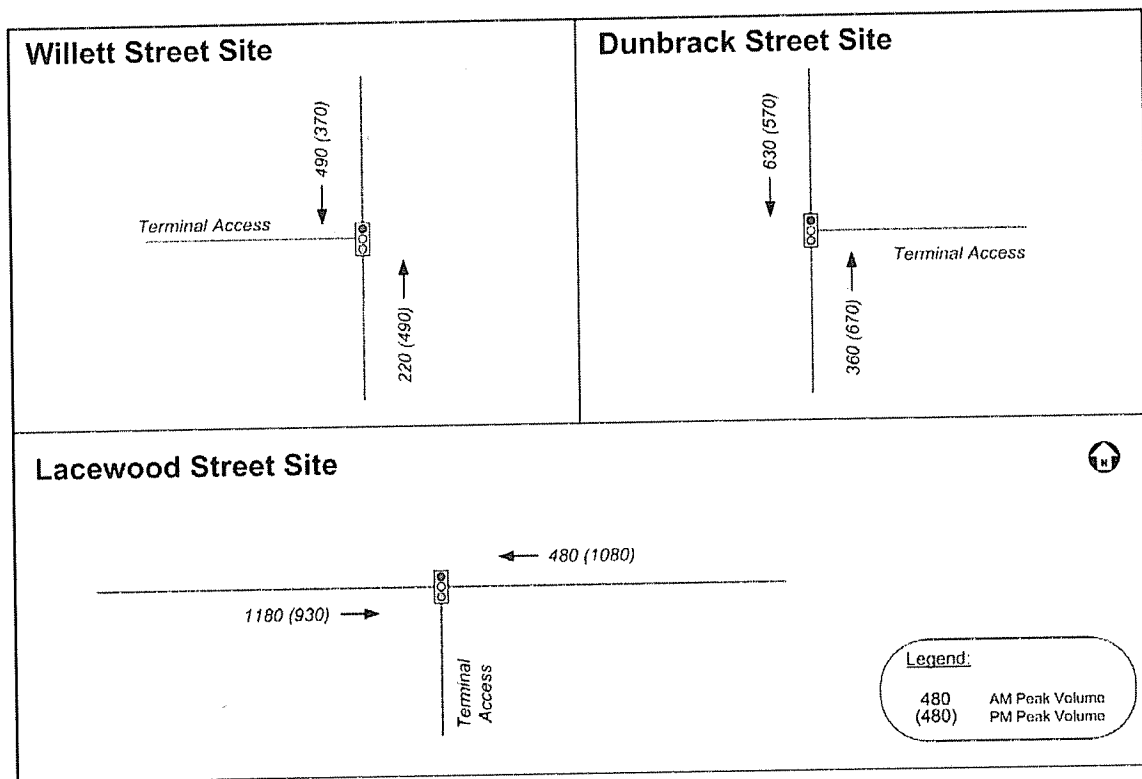 Willett Street Site
490 (370)
Terminal Access
220 (490)
Dunbrack Street Site
630 (570)
Terminal Access
360 (670)
Lacewood Street Site
N
480 (1080)
1180 (930)
Terminal
Access
Legend:
480 AM Peak Volume
(480) PM Peak Volume